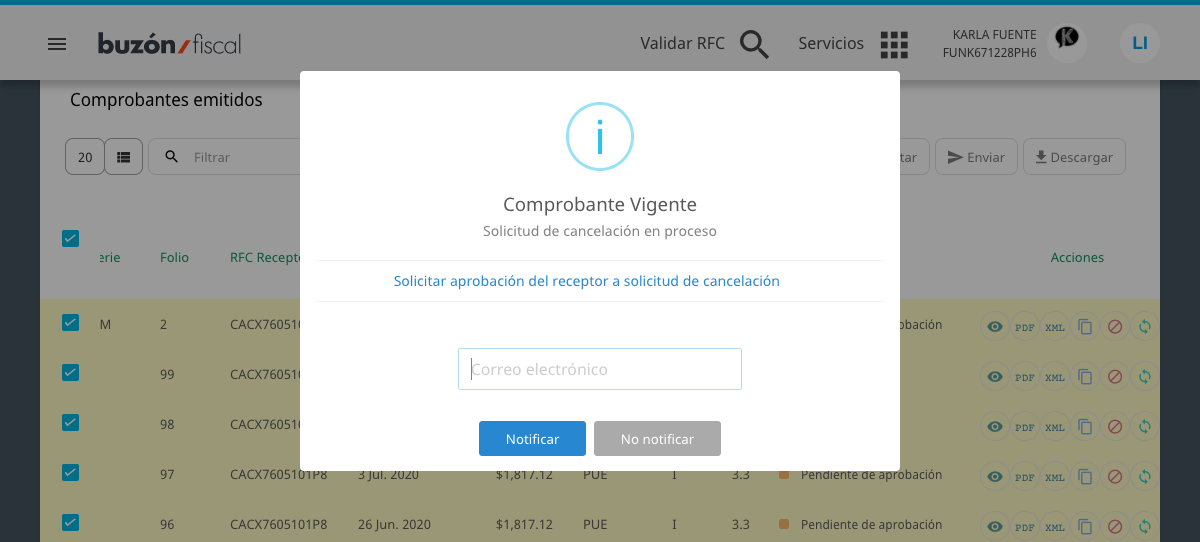 buzón/fiscal
Validar RFC
Servicios
KARLA FUENTE
FUNK671228PH6
LI
Comprobantes emitidos
20 Filtrar tar Enviar Descargar
i
Comprobante Vigente
Solicitud de cancelación en proceso
Solicitar aprobación del receptor a solicitud de cancelación
Correo electrónico
Notificar No notificar
erie Folio RFC Recepto Acciones
M 2 CACX76051 obación PDF XML
99 CACX76051 PDF XML
98 CACX76051 PDF XML
97 CACX7605101P8 3 Jul. 2020 $1,817.12 PUE I 3.3 Pendiente de aprobación PDF XML
96 CACX7605101P8 26 Jun. 2020 $1,817.12 PUE I 3.3 Pendiente de aprobación PDF XML